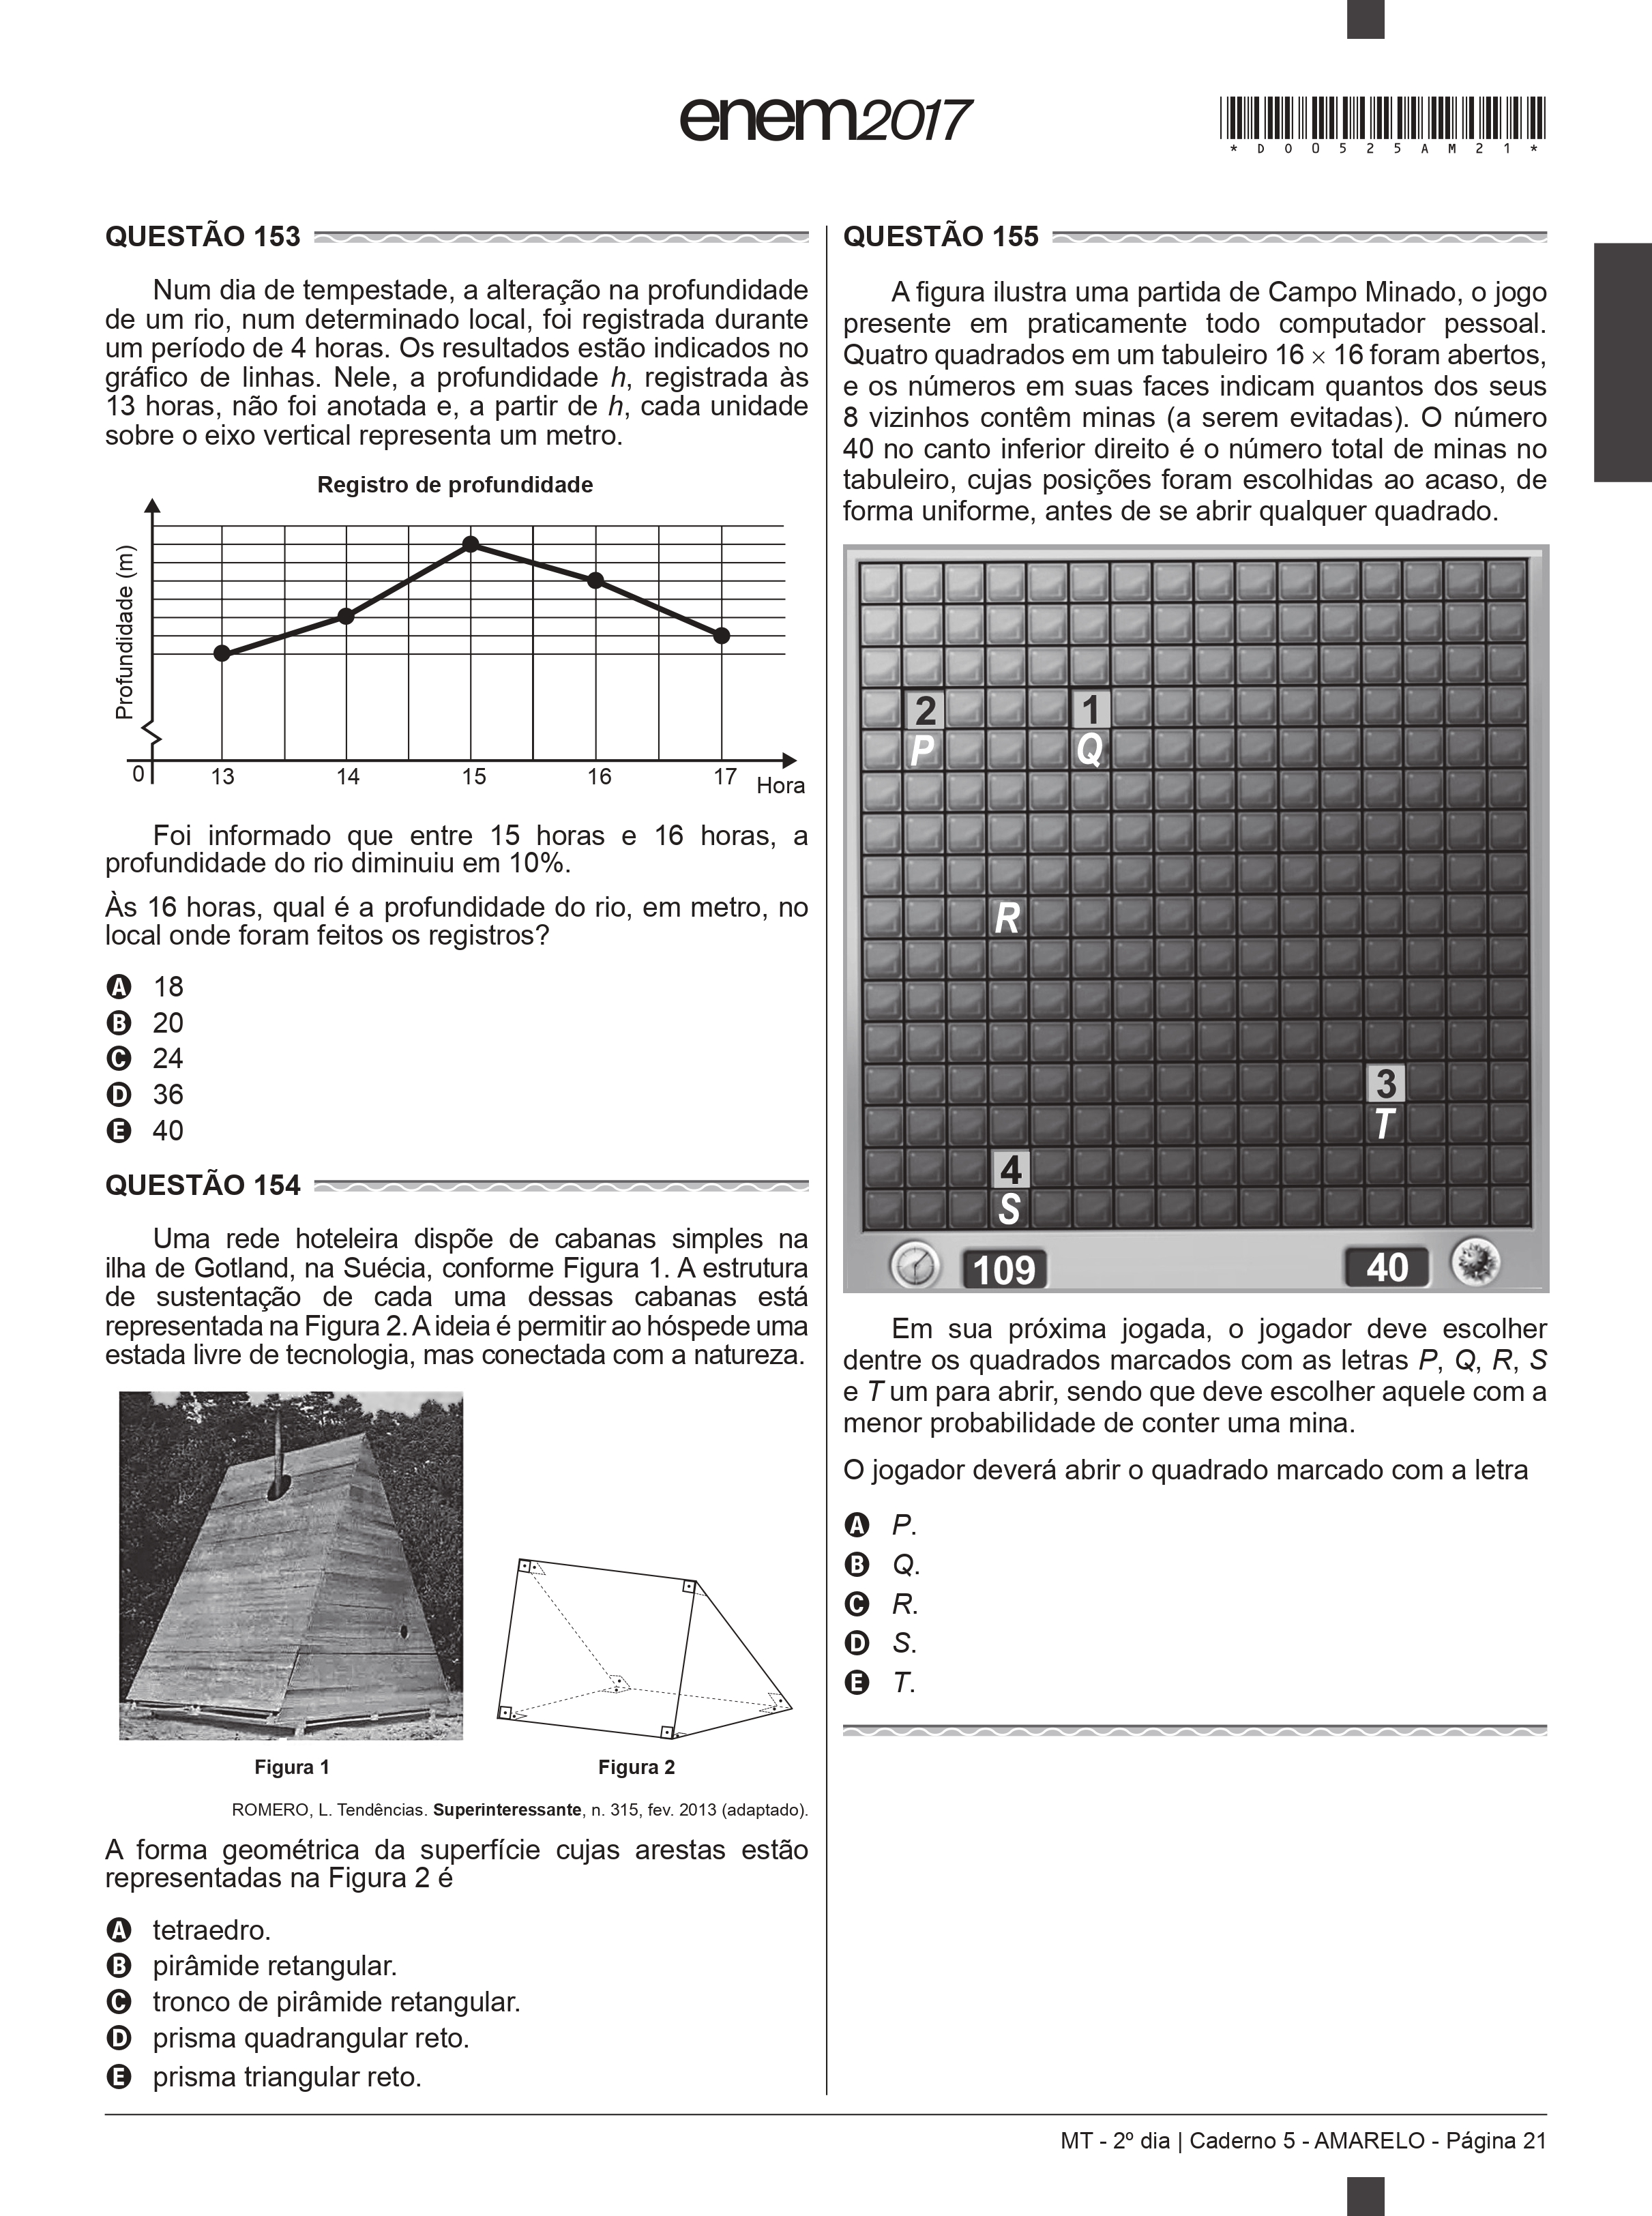 enem2017
*D00525AM21*
QUESTÃO 153
Num dia de tempestade, a alteração na profundidade
de um rio, num determinado local, foi registrada durante
um período de 4 horas. Os resultados estão indicados no
gráfico de linhas. Nele, a profundidade h, registrada às
13 horas, não foi anotada e, a partir de h, cada unidade
sobre o eixo vertical representa um metro.
Registro de profundidade
Profundidade (m)
0
13
14
15
16
17
Hora
Foi informado que entre 15 horas e 16 horas, a
profundidade do rio diminuiu em 10%.
Às 16 horas, qual é a profundidade do rio, em metro, no
local onde foram feitos os registros?
A 18
B 20
C 24
D 36
E 40
QUESTÃO 154
Uma rede hoteleira dispõe de cabanas simples na
ilha de Gotland, na Suécia, conforme Figura 1. A estrutura
de sustentação de cada uma dessas cabanas está
representada na Figura 2. A ideia é permitir ao hóspede uma
estada livre de tecnologia, mas conectada com a natureza.
Figura 1
Figura 2
ROMERO, L. Tendências. Superinteressante, n. 315, fev. 2013 (adaptado).
A forma geométrica da superfície cujas arestas estão
representadas na Figura 2 é
A tetraedro.
B pirâmide retangular.
C tronco de pirâmide retangular.
D prisma quadrangular reto.
E prisma triangular reto.
QUESTÃO 155
A figura ilustra uma partida de Campo Minado, o jogo
presente em praticamente todo computador pessoal.
Quatro quadrados em um tabuleiro 16 × 16 foram abertos,
e os números em suas faces indicam quantos dos seus
8 vizinhos contêm minas (a serem evitadas). O número
40 no canto inferior direito é o número total de minas no
tabuleiro, cujas posições foram escolhidas ao acaso, de
forma uniforme, antes de se abrir qualquer quadrado.
2
1
P
Q
R
3
T
4
S
109
40
Em sua próxima jogada, o jogador deve escolher
dentre os quadrados marcados com as letras P, Q, R, S
e T um para abrir, sendo que deve escolher aquele com a
menor probabilidade de conter uma mina.
O jogador deverá abrir o quadrado marcado com a letra
A P.
B Q.
C R.
D S.
E T.
MT - 2º dia | Caderno 5 - AMARELO - Página 21